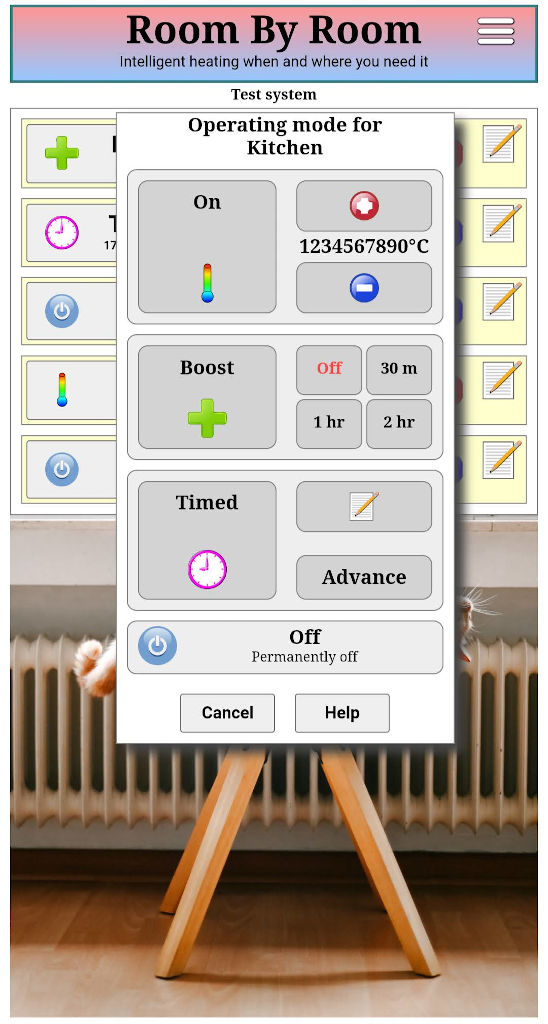 Room By Room
Intelligent heating when and where you need it
Test system
Operating mode for
Kitchen
On
1234567890°C
Boost
Off
30 m
1 hr
2 hr
Timed
Advance
Off
Permanently off
Cancel
Help
17